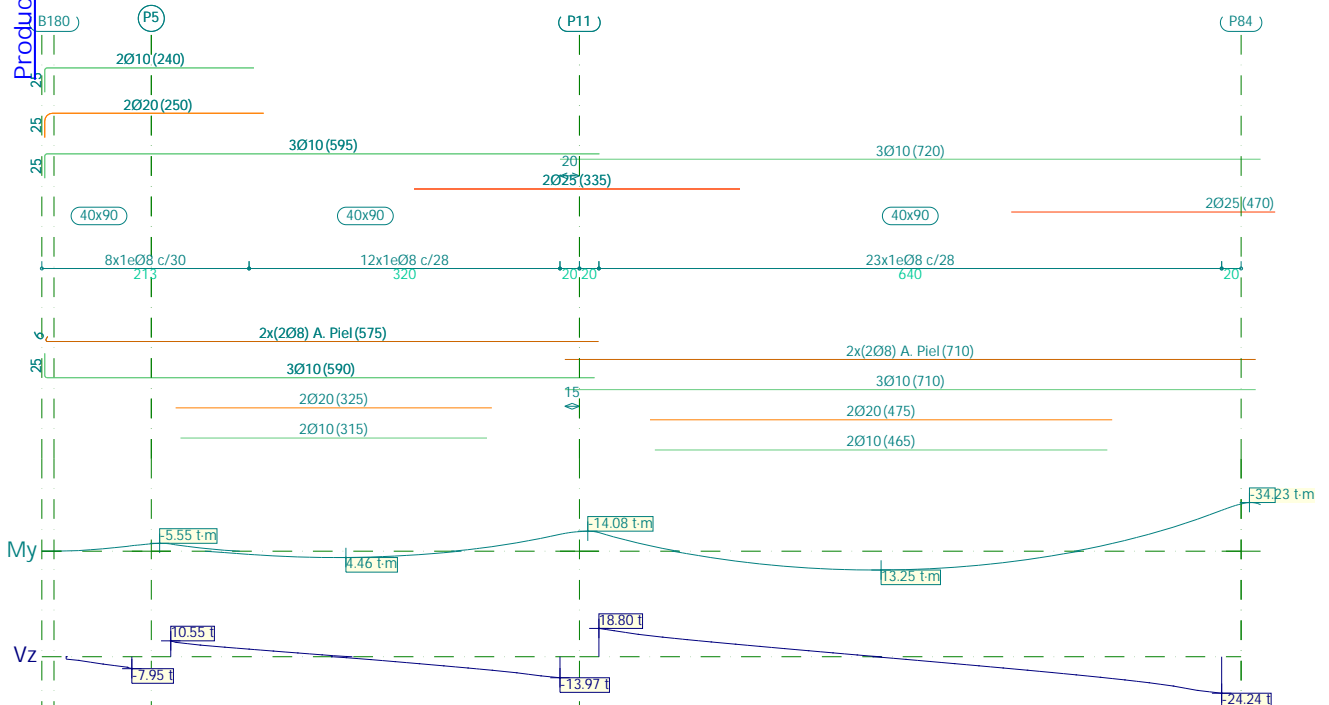 Produc
B180
P5
P11
P84
2Ø10(240)
25
2Ø20(250)
25
3Ø10(595)
25
20
3Ø10(720)
2Ø25(335)
2Ø25(470)
40x90
40x90
40x90
8x1eØ8 c/30
12x1eØ8 c/28
23x1eØ8 c/28
213
320
20
20
640
20
6
2x(2Ø8) A. Piel(575)
2x(2Ø8) A. Piel(710)
25
3Ø10(590)
3Ø10(710)
15
2Ø20(325)
2Ø20(475)
2Ø10(315)
2Ø10(465)
-34.23 t·m
-14.08 t·m
-5.55 t·m
My
4.46 t·m
13.25 t·m
18.80 t
10.55 t
Vz
-7.95 t
-13.97 t
-24.24 t